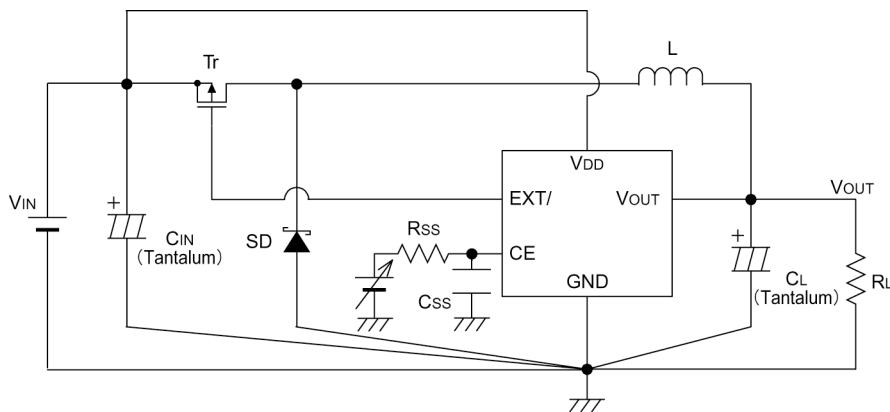 Tr
L
VDD
VIN
+
CIN
(Tantalum)
SD
EXT/
VOUT
VOUT
RSS
CE
CSS
GND
+
CL
(Tantalum)
RL